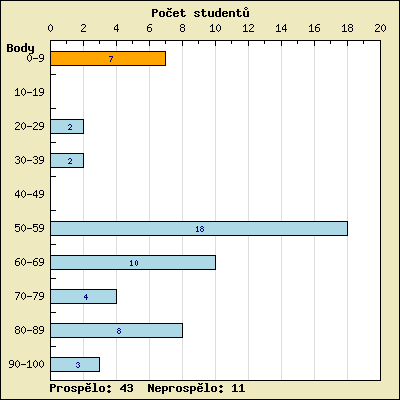 Počet studentů
0 2 4 6 8 10 12 14 16 18 20
Body
0-9 7
10-19
20-29 2
30-39 2
40-49
50-59 18
60-69 10
70-79 4
80-89 8
90-100 3
Prospělo: 43 Neprospělo: 11